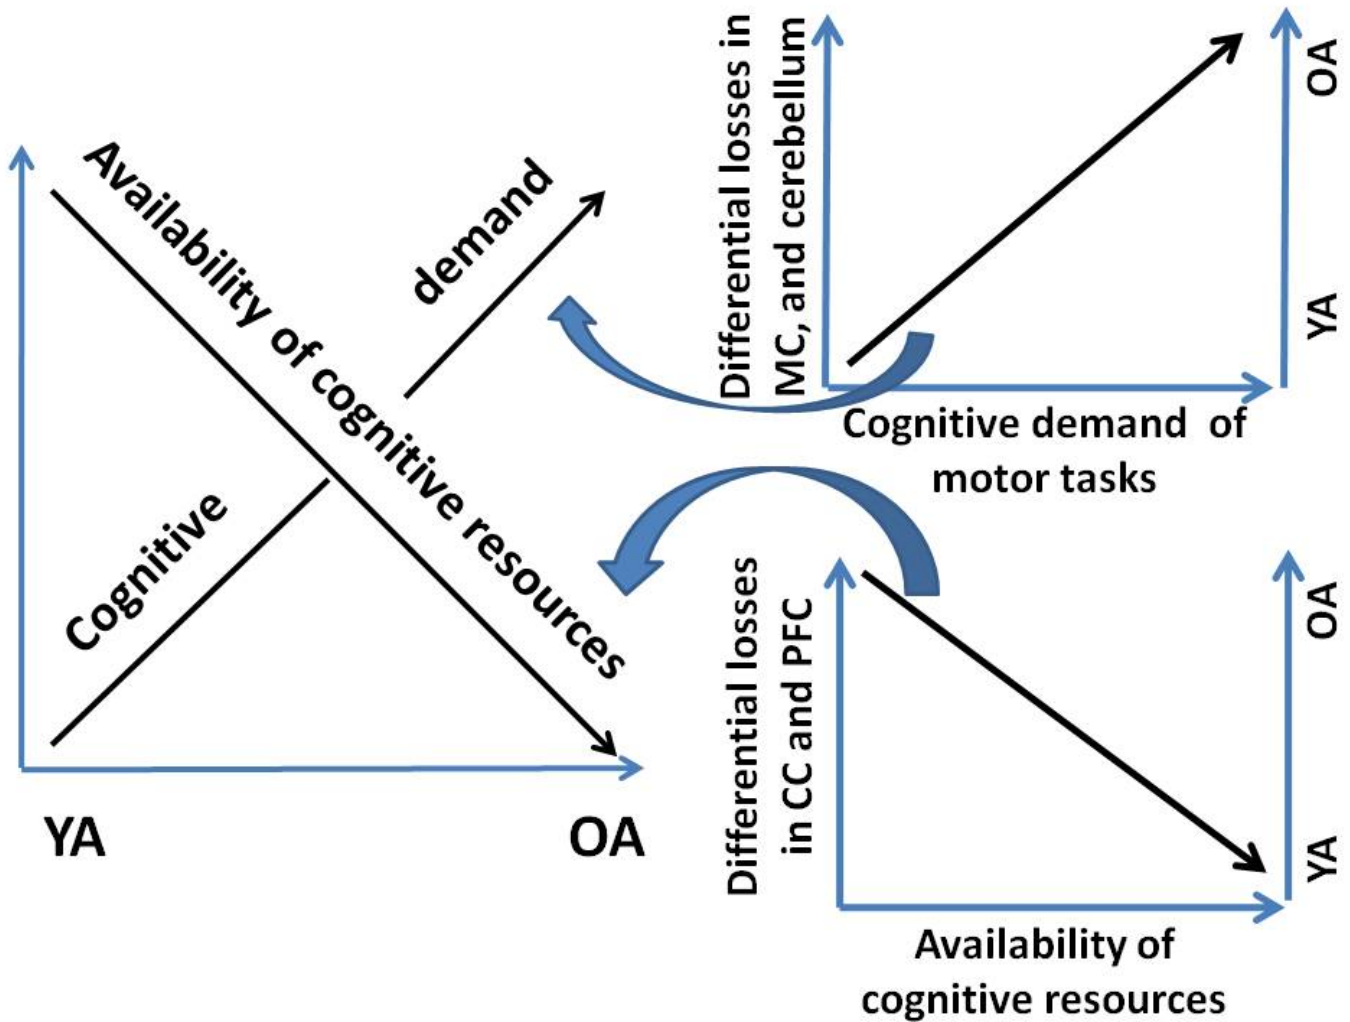 Availability of cognitive resources
Cognitive
demand
YA
OA
Differential losses in
MC, and cerebellum
OA
YA
Cognitive demand of
motor tasks
Differential losses
in CC and PFC
OA
YA
Availability of
cognitive resources